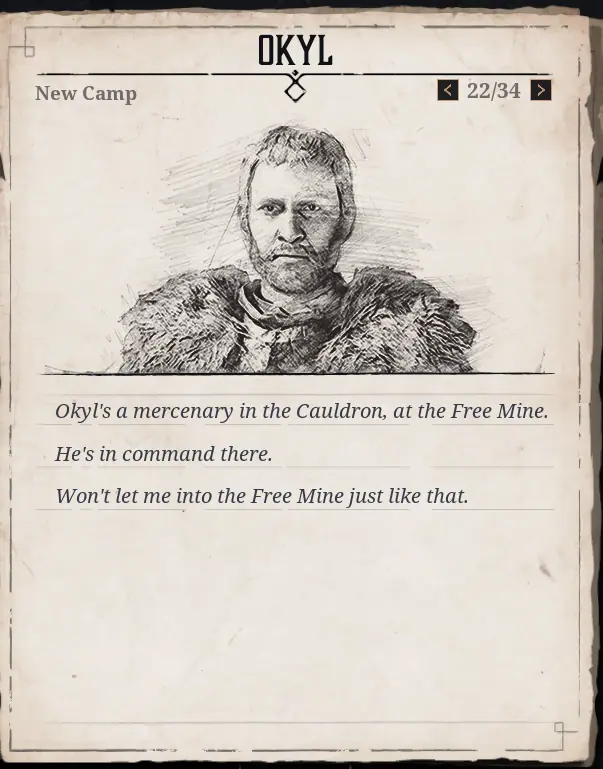 OKYL
New Camp
22/34
Okyl's a mercenary in the Cauldron, at the Free Mine.
He's in command there.
Won't let me into the Free Mine just like that.